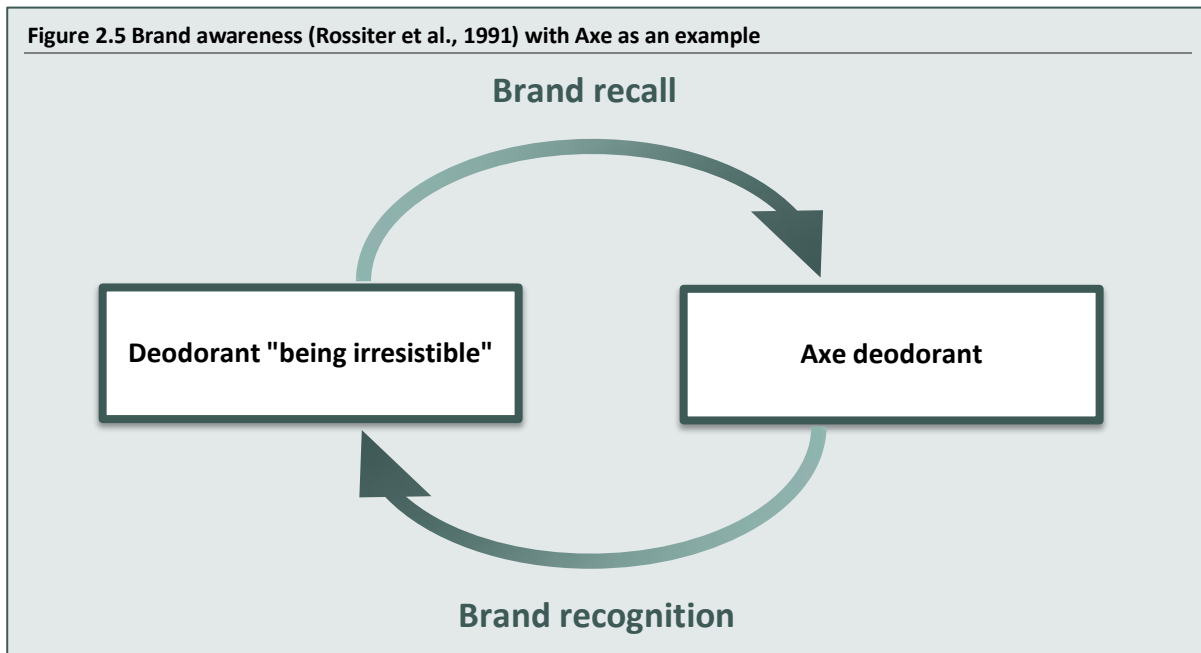 Figure 2.5 Brand awareness (Rossiter et al., 1991) with Axe as an example
Brand recall
Deodorant "being irresistible"
Axe deodorant
Brand recognition